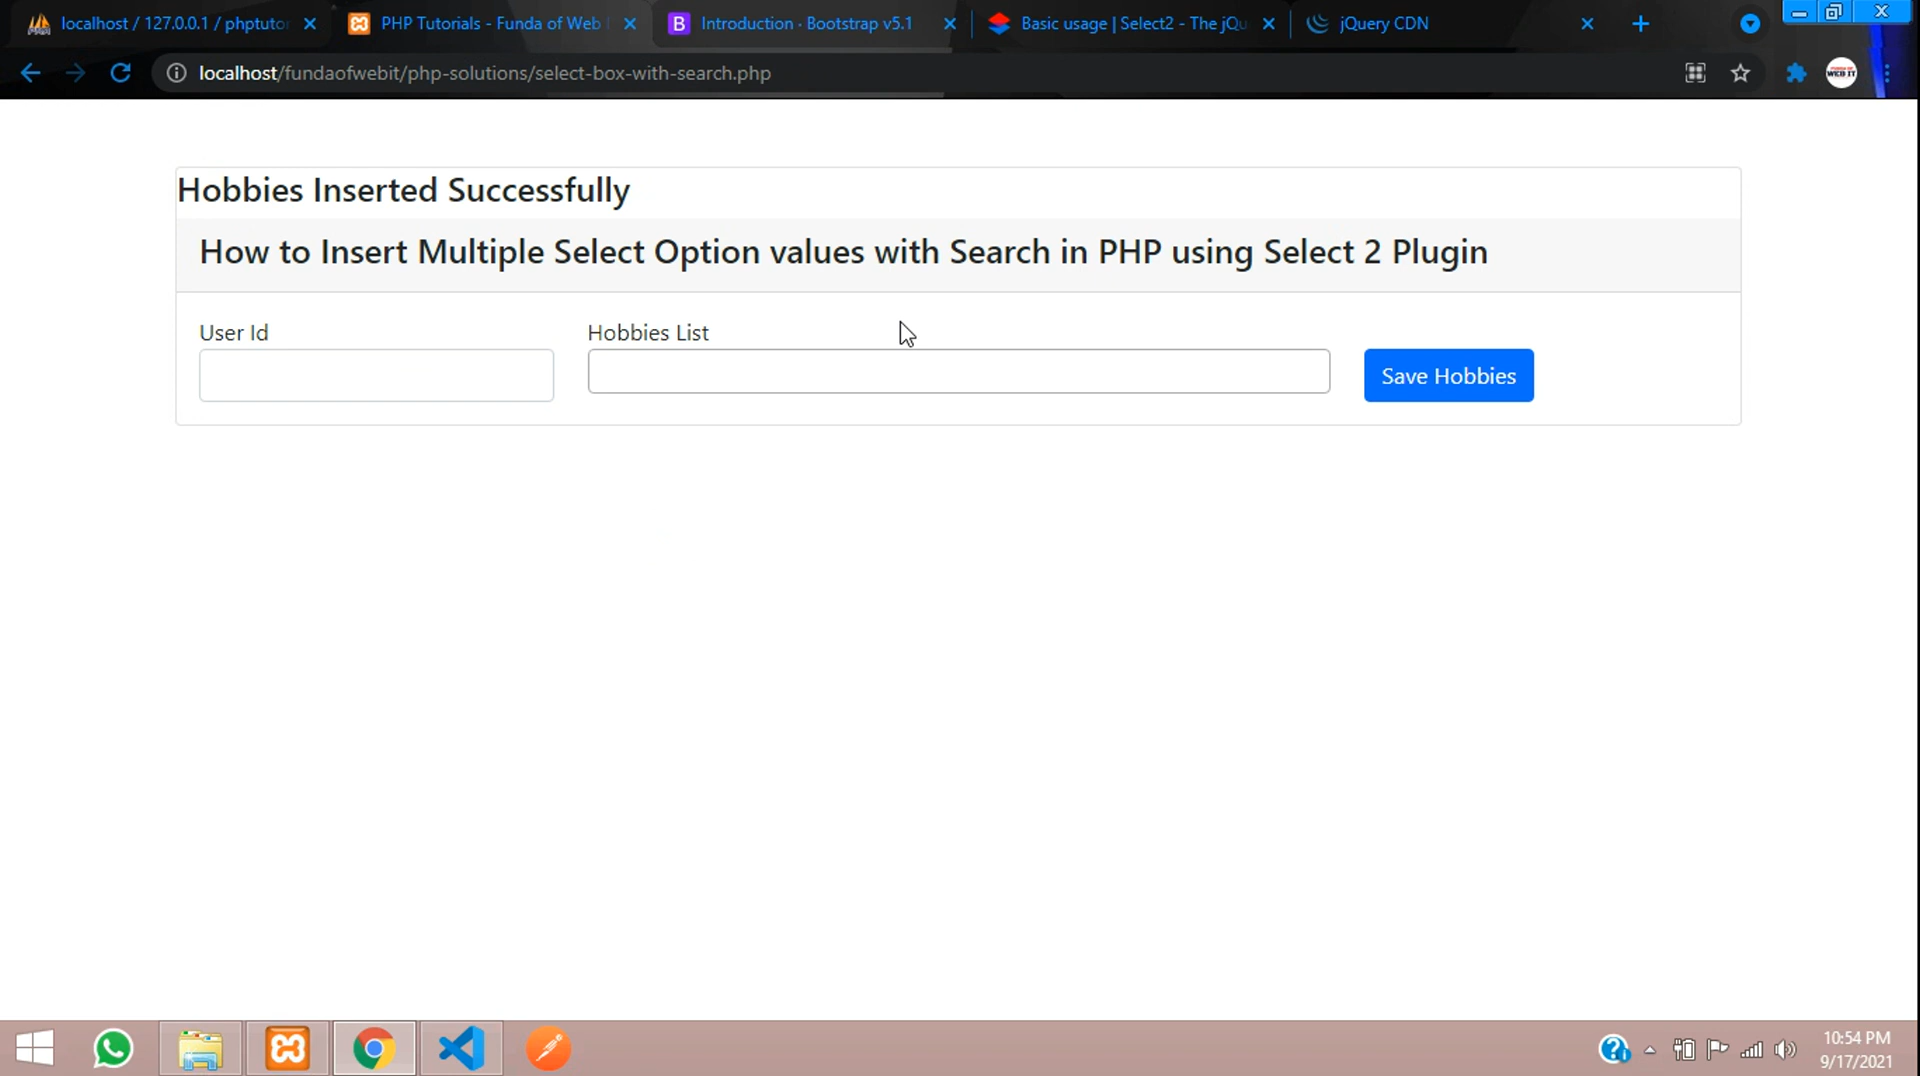 localhost / 127.0.0.1 / phptutor
PHP Tutorials - Funda of Web
Introduction · Bootstrap v5.1
Basic usage | Select2 - The jQu
jQuery CDN
localhost/fundaofwebit/php-solutions/select-box-with-search.php
WEB IT
Hobbies Inserted Successfully
How to Insert Multiple Select Option values with Search in PHP using Select 2 Plugin
User Id
Hobbies List
Save Hobbies
10:54 PM
9/17/2021